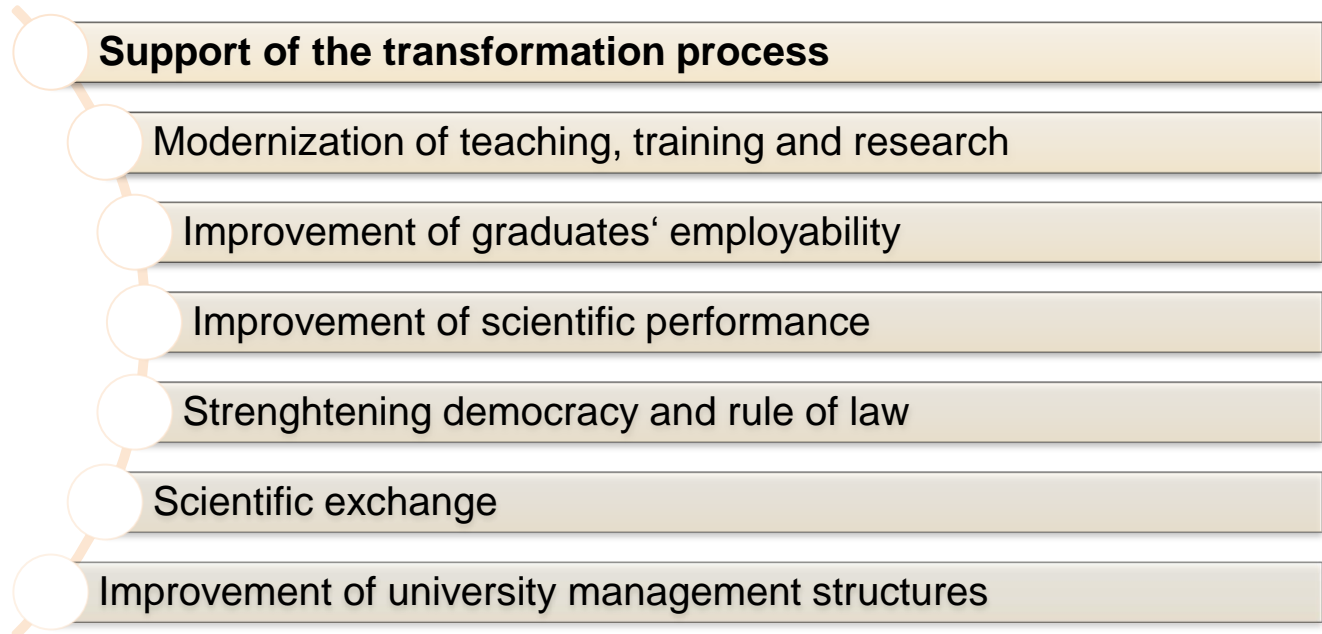 Support of the transformation process
Modernization of teaching, training and research
Improvement of graduates‘ employability
Improvement of scientific performance
Strenghtening democracy and rule of law
Scientific exchange
Improvement of university management structures